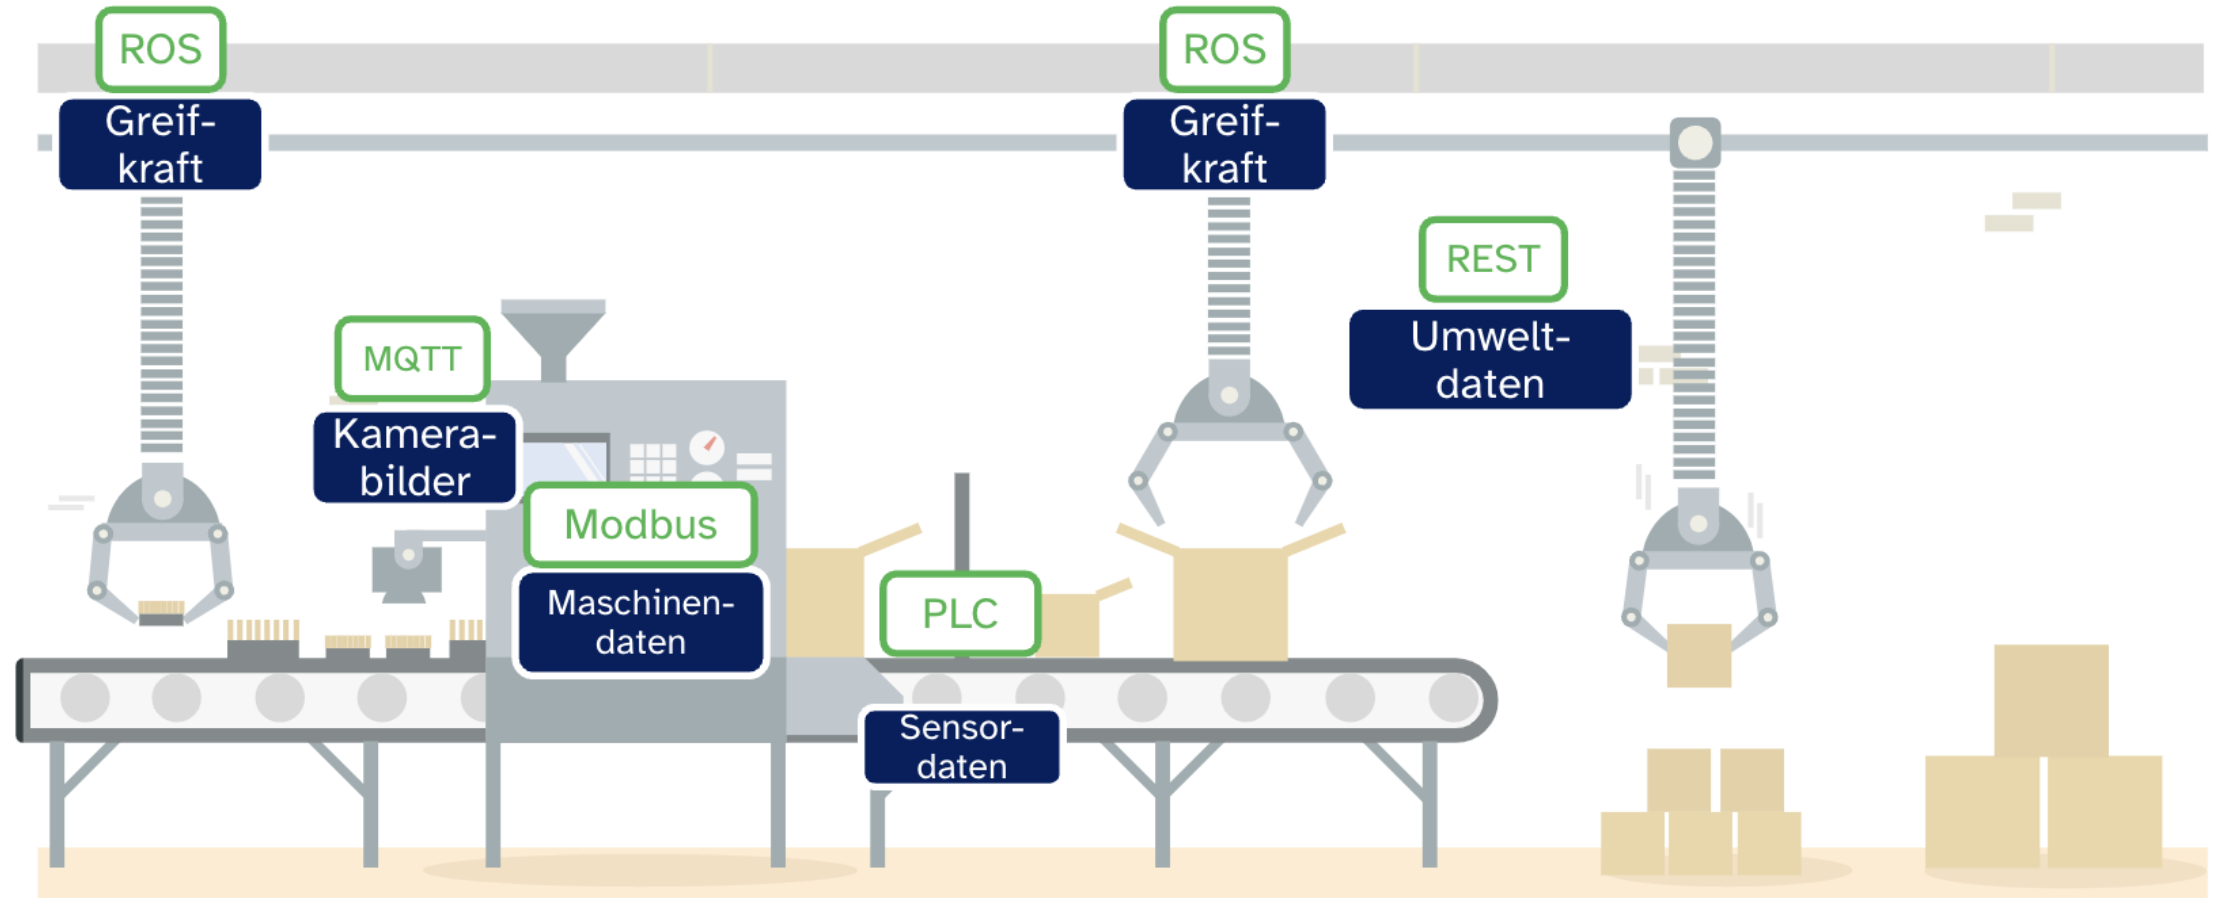 ROS
Greif-
kraft
MQTT
Kamera-
bilder
Modbus
Maschinen-
daten
PLC
Sensor-
daten
ROS
Greif-
kraft
REST
Umwelt-
daten